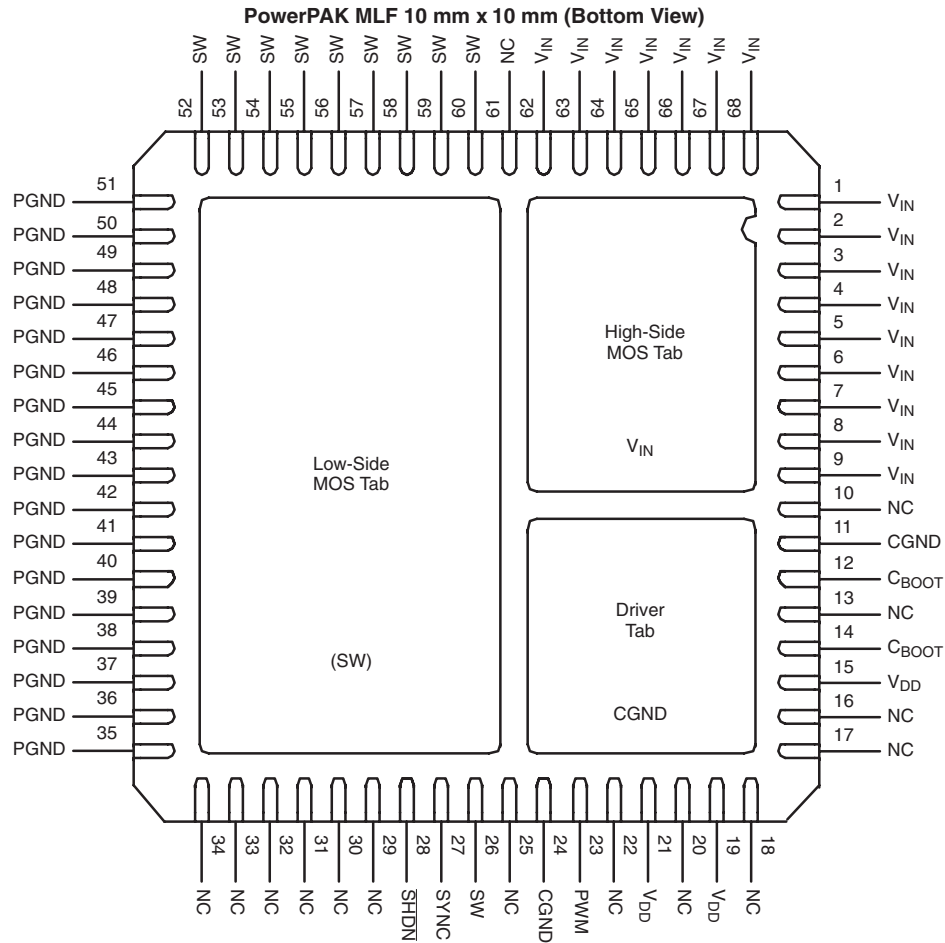 PowerPAK MLF 10 mm x 10 mm (Bottom View)
SW SW SW SW SW SW SW SW SW NC VIN VIN VIN VIN VIN VIN VIN
52 53 54 55 56 57 58 59 60 61 62 63 64 65 66 67 68
PGND 51
PGND 50
PGND 49
PGND 48
PGND 47
PGND 46
PGND 45
PGND 44
PGND 43
PGND 42
PGND 41
PGND 40
PGND 39
PGND 38
PGND 37
PGND 36
PGND 35
Low-Side
MOS Tab
(SW)
High-Side
MOS Tab
VIN
Driver
Tab
CGND
1 VIN
2 VIN
3 VIN
4 VIN
5 VIN
6 VIN
7 VIN
8 VIN
9 VIN
10 NC
11 CGND
12 CBOOT
13 NC
14 CBOOT
15 VDD
16 NC
17 NC
34 33 32 31 30 29 28 27 26 25 24 23 22 21 20 19 18
NC NC NC NC NC NC SHDN SYNC SW NC CGND PWM NC VDD NC VDD NC